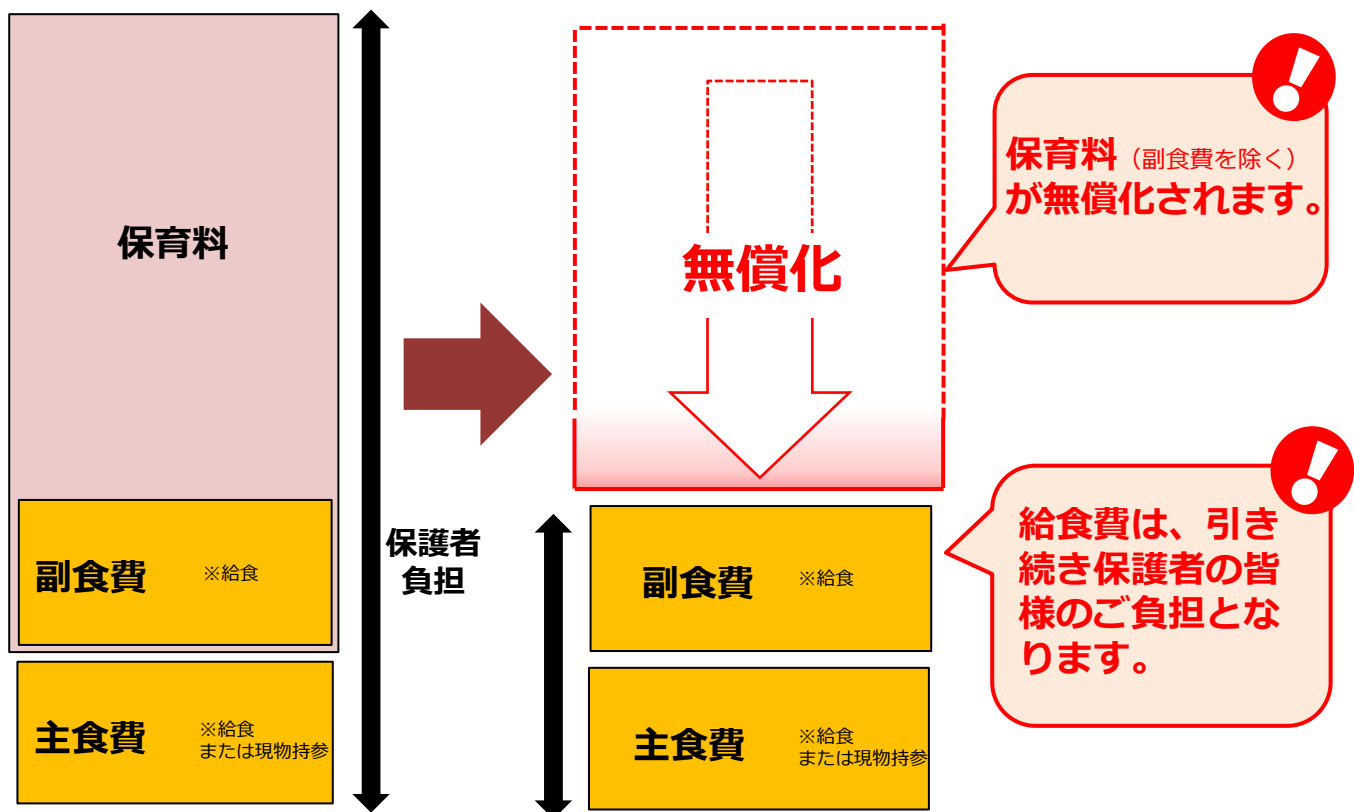 保育料
副食費 ※給食
主食費 ※給食
または現物持参
保護者
負担
無償化
副食費 ※給食
主食費 ※給食
または現物持参
保育料（副食費を除く）
が無償化されます。
給食費は、引き
続き保護者の皆
様のご負担とな
ります。